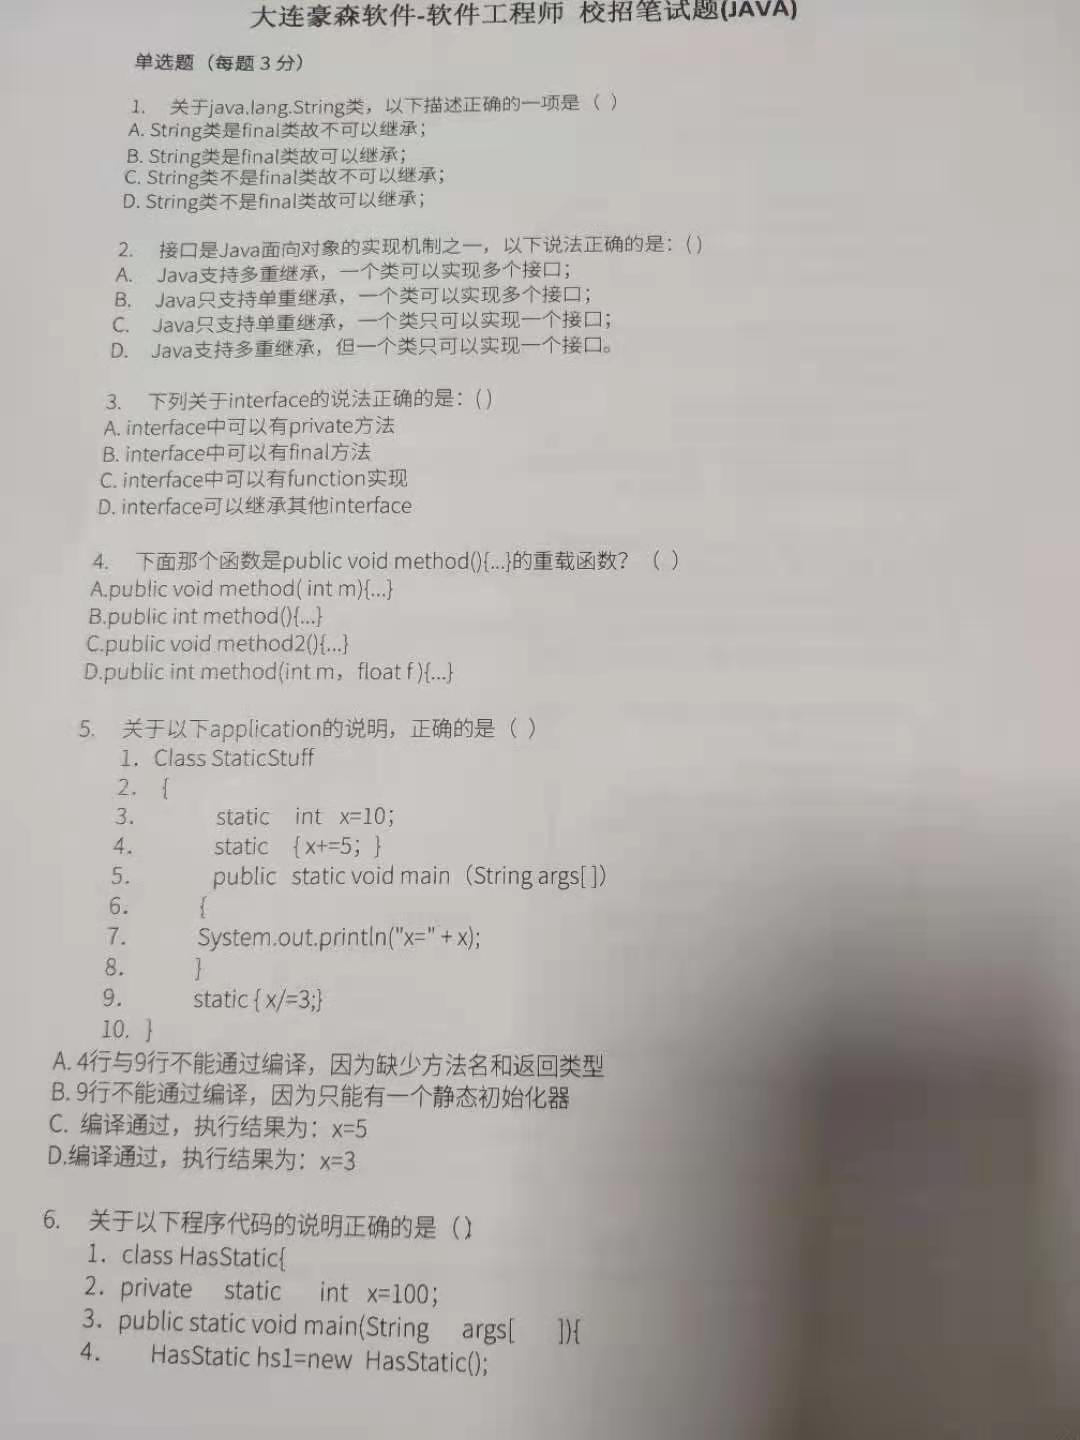 大连豪森软件-软件工程师 校招笔试题(JAVA)
单选题（每题 3 分）
1. 关于java.lang.String类，以下描述正确的一项是（ ）
A. String类是final类故不可以继承；
B. String类是final类故可以继承；
C. String类不是final类故不可以继承；
D. String类不是final类故可以继承；
2. 接口是Java面向对象的实现机制之一，以下说法正确的是：( )
A. Java支持多重继承，一个类可以实现多个接口；
B. Java只支持单重继承，一个类可以实现多个接口；
C. Java只支持单重继承，一个类只可以实现一个接口；
D. Java支持多重继承，但一个类只可以实现一个接口。
3. 下列关于interface的说法正确的是：( )
A. interface中可以有private方法
B. interface中可以有final方法
C. interface中可以有function实现
D. interface可以继承其他interface
4. 下面那个函数是public void method(){...}的重载函数？（ ）
A.public void method( int m){...}
B.public int method(){...}
C.public void method2(){...}
D.public int method(int m，float f ){...}
5. 关于以下application的说明，正确的是（ ）
1. Class StaticStuff
2. {
3. static int x=10；
4. static { x+=5；}
5. public static void main（String args[ ]）
6. {
7. System.out.println("x=" + x);
8. }
9. static { x/=3;}
10. }
A. 4行与9行不能通过编译，因为缺少方法名和返回类型
B. 9行不能通过编译，因为只能有一个静态初始化器
C. 编译通过，执行结果为：x=5
D.编译通过，执行结果为：x=3
6. 关于以下程序代码的说明正确的是（ ）
1. class HasStatic{
2. private static int x=100；
3. public static void main(String args[ ]){
4. HasStatic hs1=new HasStatic();